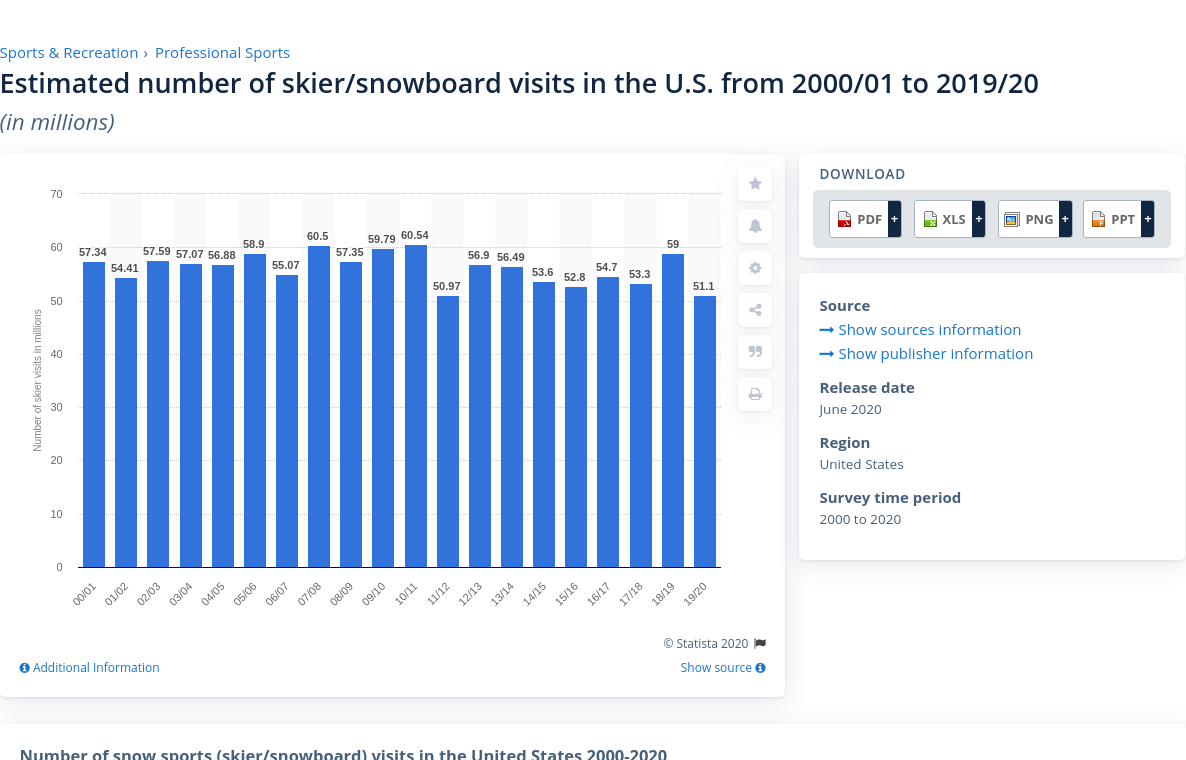 Sports & Recreation › Professional Sports
Estimated number of skier/snowboard visits in the U.S. from 2000/01 to 2019/20
(in millions)
Number of skier visits in millions
70
60
50
40
30
20
10
0
57.34
54.41
57.59
57.07
56.88
58.9
55.07
60.5
57.35
59.79
60.54
50.97
56.9
56.49
53.6
52.8
54.7
53.3
59
51.1
00/01
01/02
02/03
03/04
04/05
05/06
06/07
07/08
08/09
09/10
10/11
11/12
12/13
13/14
14/15
15/16
16/17
17/18
18/19
19/20
© Statista 2020
Additional Information
Show source
DOWNLOAD
PDF + XLS + PNG + PPT +
Source
Show sources information
Show publisher information
Release date
June 2020
Region
United States
Survey time period
2000 to 2020
Number of snow sports (skier/snowboard) visits in the United States 2000-2020